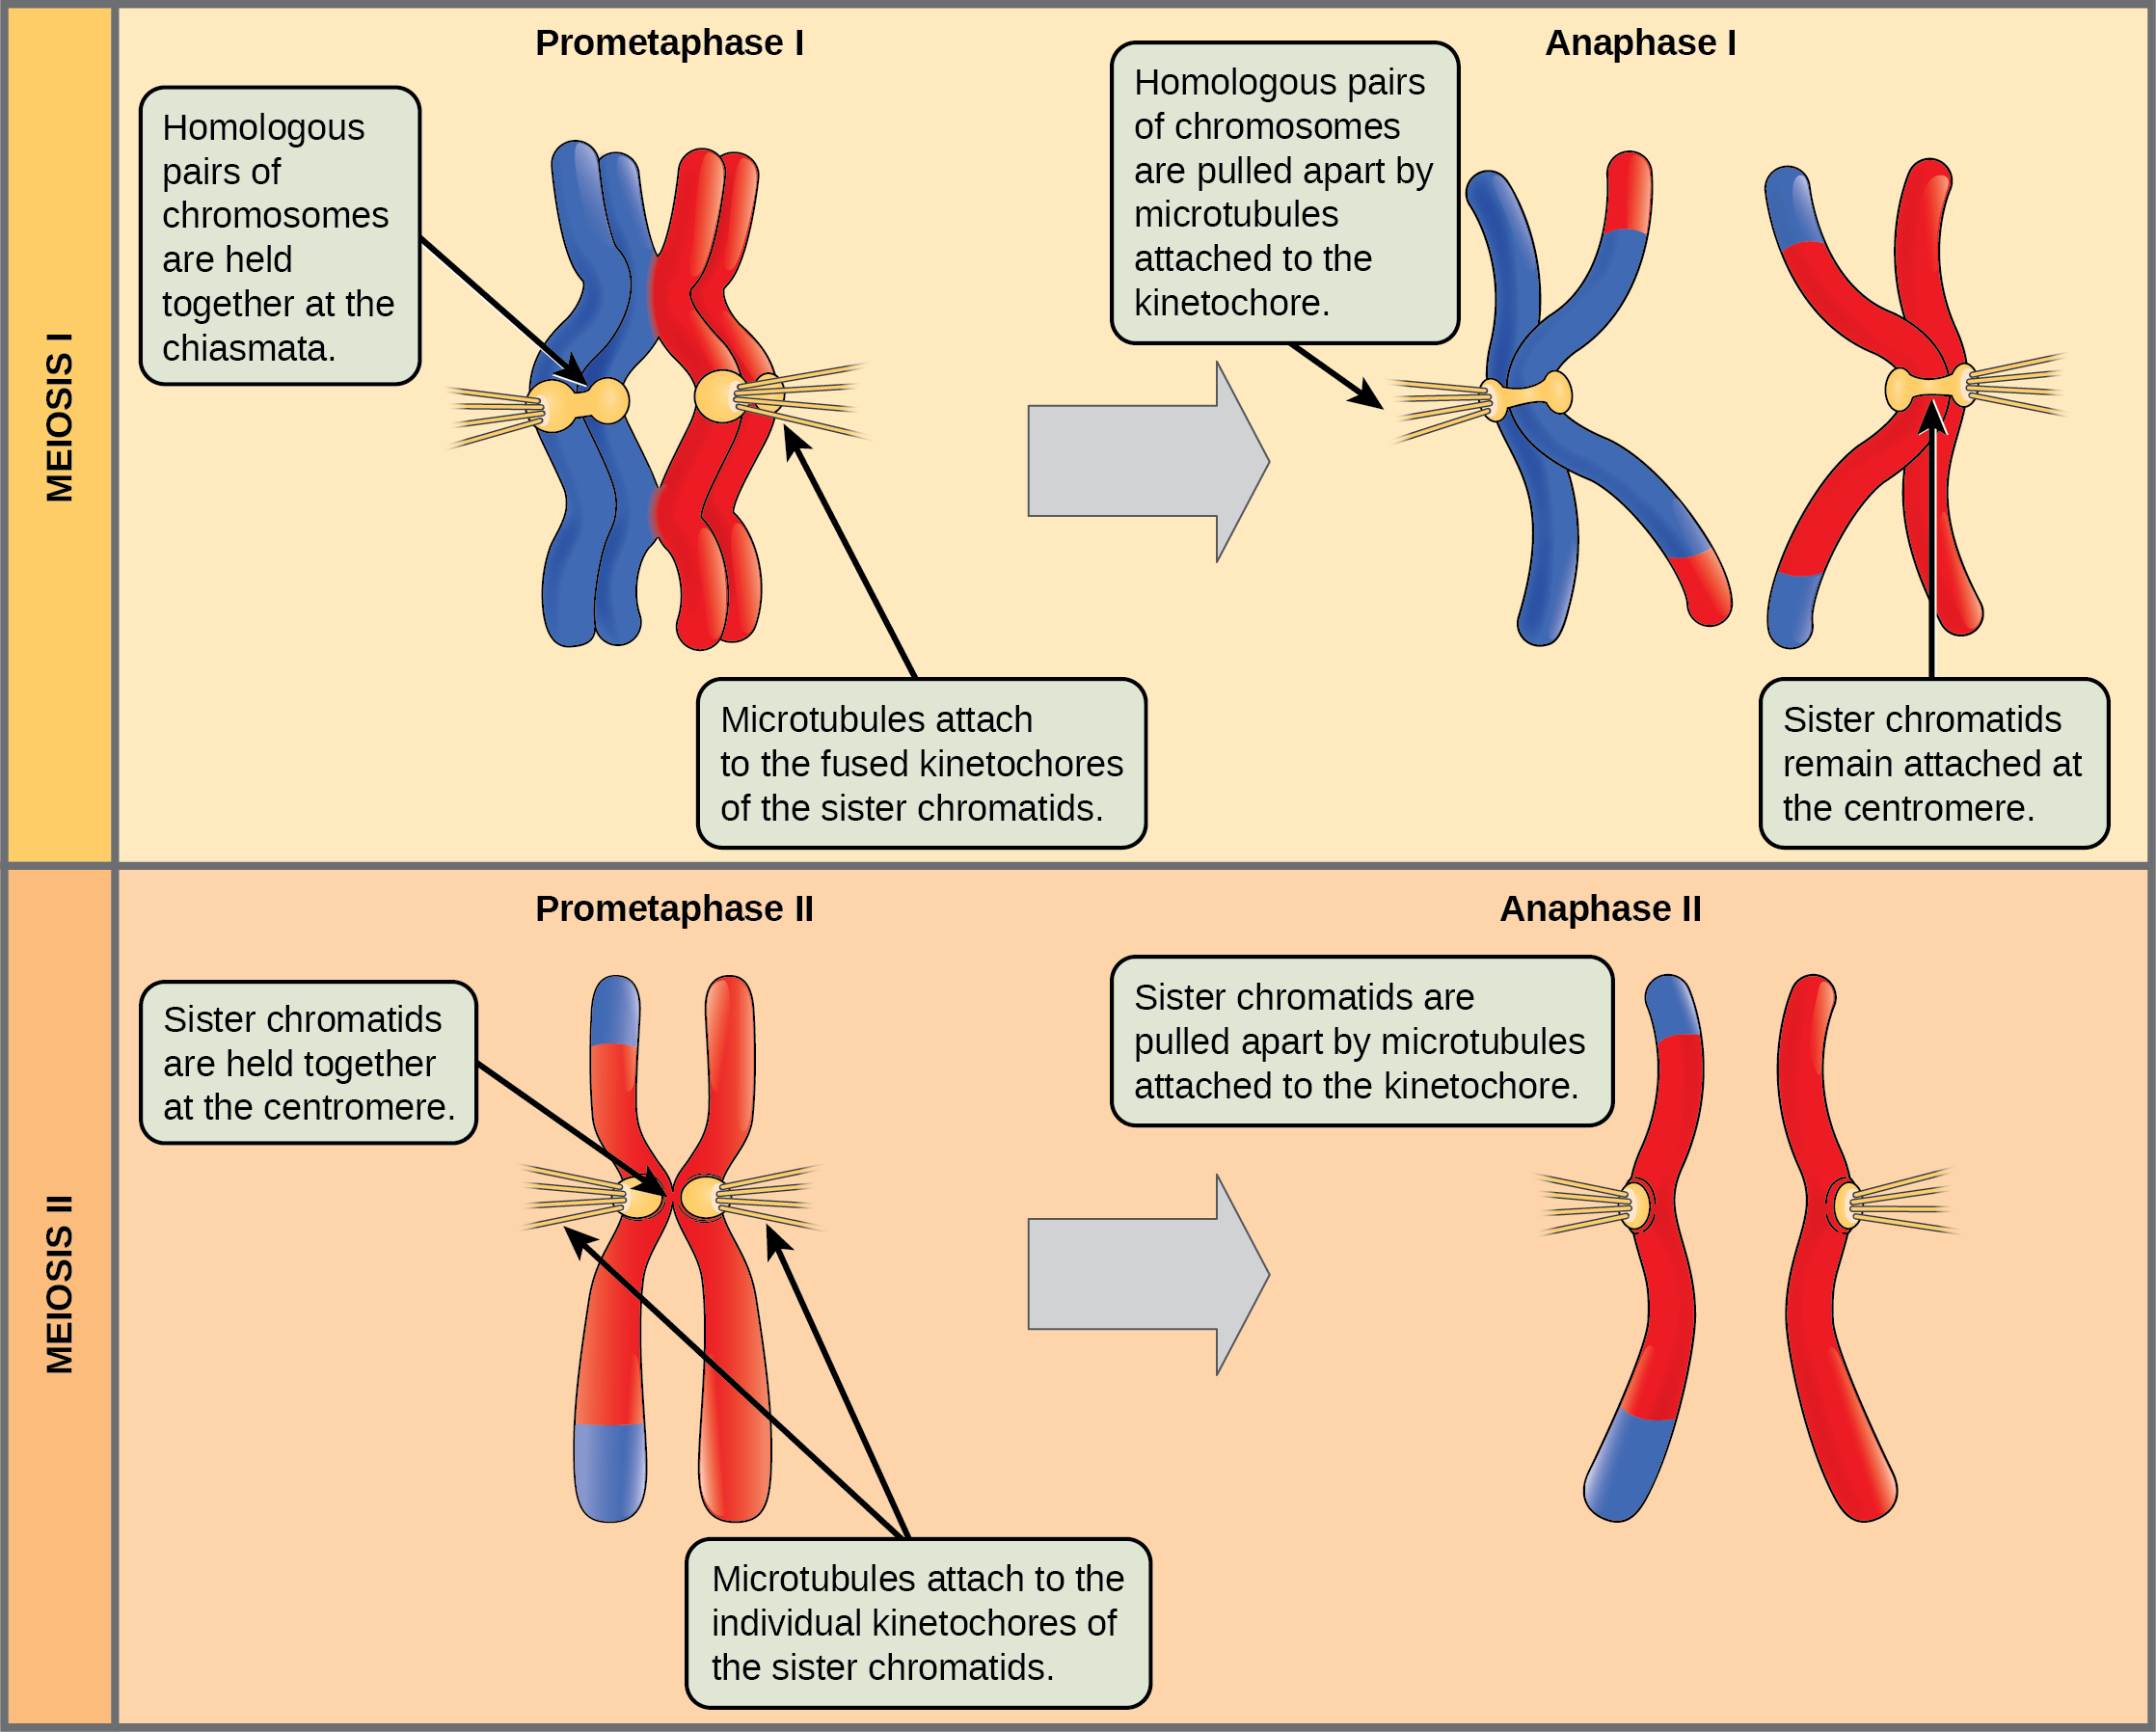 MEIOSIS I
Prometaphase I
Homologous
pairs of
chromosomes
are held
together at the
chiasmata.
Microtubules attach
to the fused kinetochores
of the sister chromatids.
Anaphase I
Homologous pairs
of chromosomes
are pulled apart by
microtubules
attached to the
kinetochore.
Sister chromatids
remain attached at
the centromere.
MEIOSIS II
Prometaphase II
Sister chromatids
are held together
at the centromere.
Microtubules attach to the
individual kinetochores of
the sister chromatids.
Anaphase II
Sister chromatids are
pulled apart by microtubules
attached to the kinetochore.